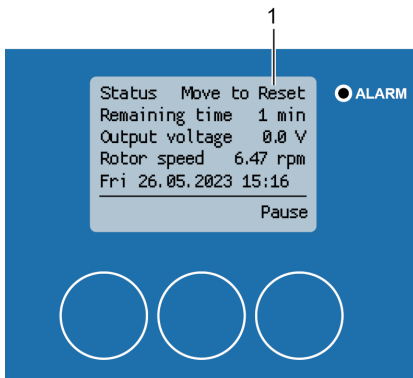 1
Status Move to Reset
ALARM
Remaining time 1 min
Output voltage 0.0 V
Rotor speed 6.47 rpm
Fri 26.05.2023 15:16
Pause